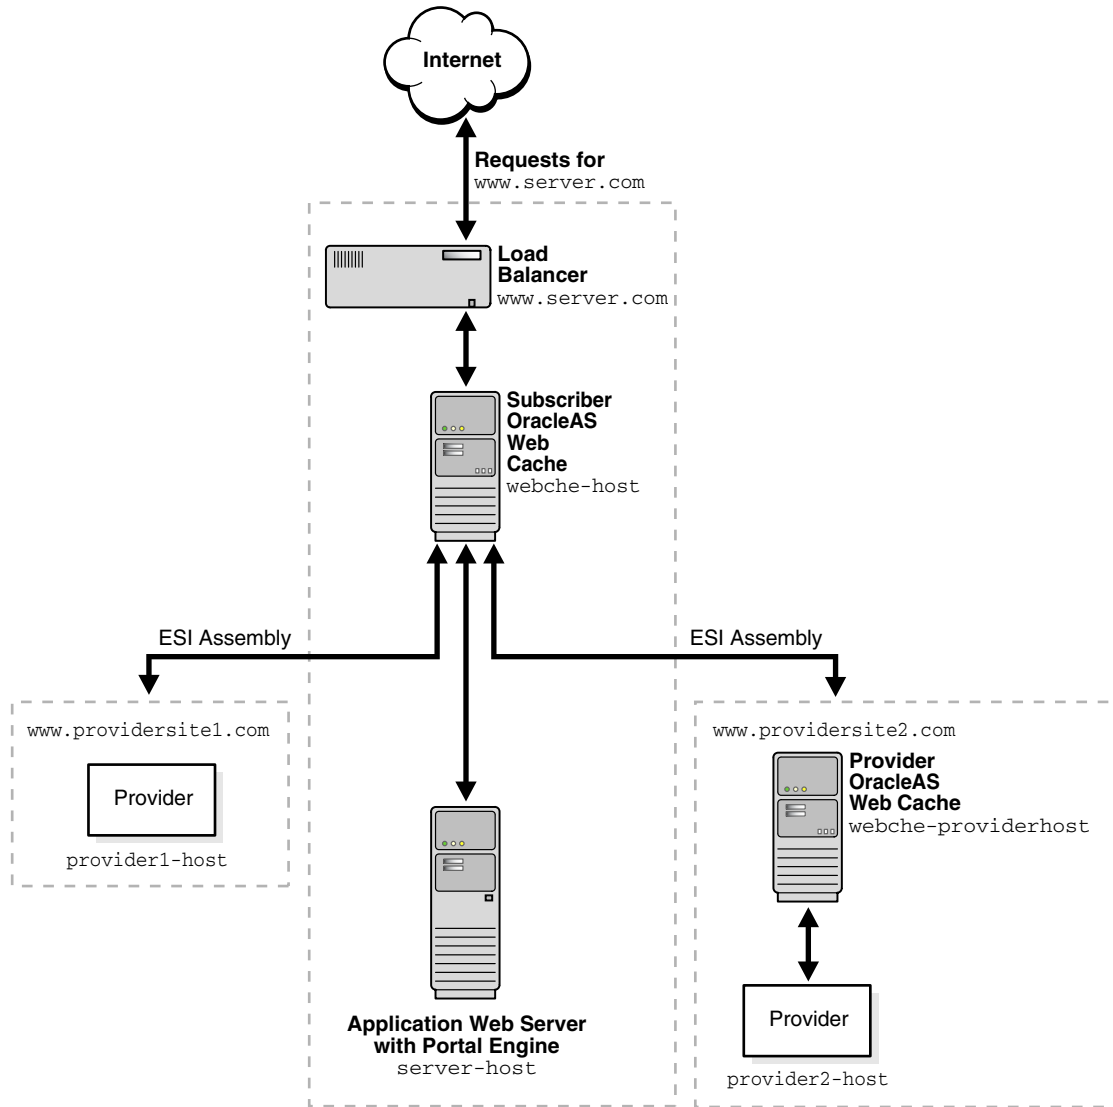 Internet
Requests for
www.server.com
Load
Balancer
www.server.com
Subscriber
OracleAS
Web
Cache
webche-host
ESI Assembly
ESI Assembly
www.providersite1.com
Provider
provider1-host
www.providersite2.com
Provider
OracleAS
Web Cache
webche-providerhost
Provider
provider2-host
Application Web Server
with Portal Engine
server-host